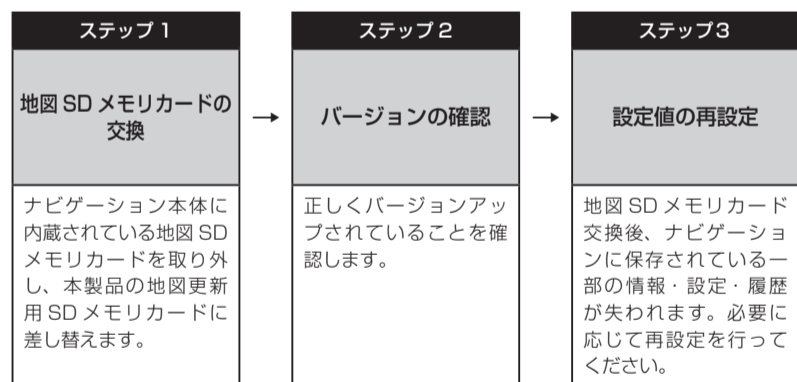 ステップ 1
地図 SD メモリカードの
交換
ナビゲーション本体に
内蔵されている地図 SD
メモリカードを取り外
し、本製品の地図更新
用 SD メモリカードに
差し替えます。
→
ステップ 2
バージョンの確認
正しくバージョンアッ
プされていることを確
認します。
→
ステップ3
設定値の再設定
地図 SD メモリカード
交換後、ナビゲーショ
ンに保存されている一
部の情報・設定・履歴
が失われます。必要に
応じて再設定を行って
ください。